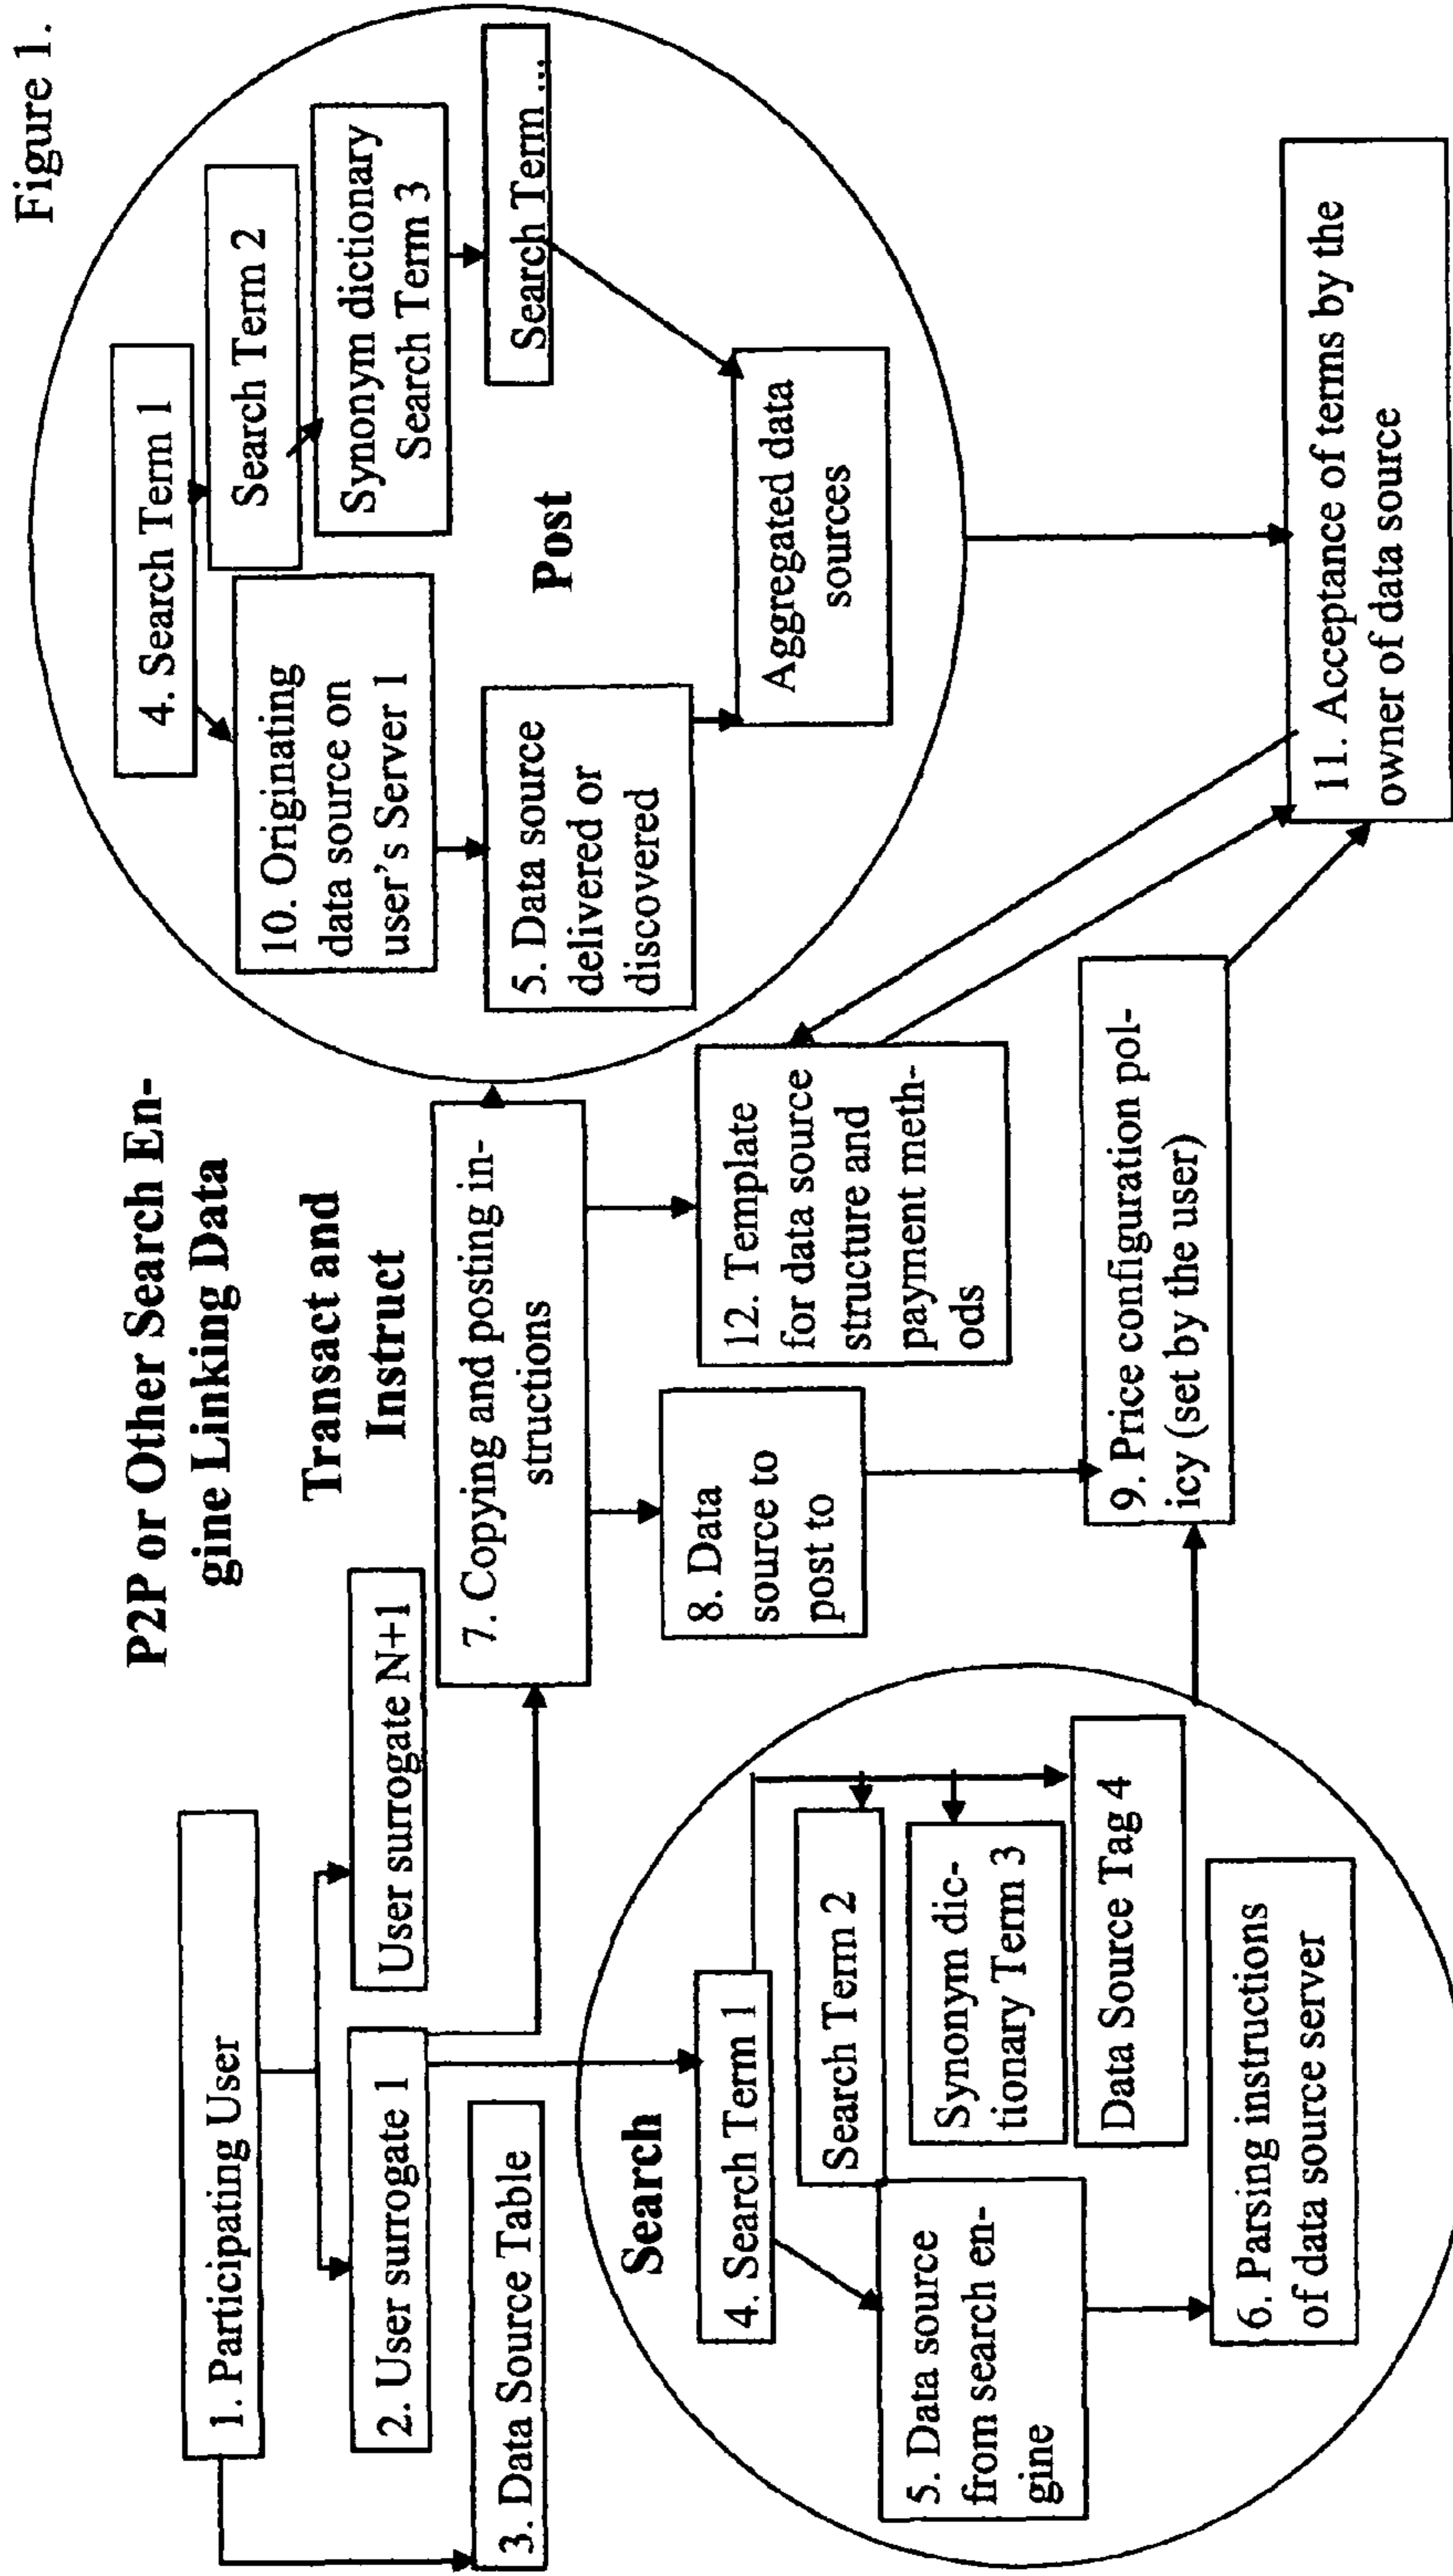 Figure 1.
P2P or Other Search En-
gine Linking Data
1. Participating User
2. User surrogate 1
User surrogate N+1
3. Data Source Table
Transact and
Instruct
7. Copying and posting in-
structions
8. Data
source to
post to
12. Template
for data source
structure and
payment meth-
ods
9. Price configuration pol-
icy (set by the user)
Search
4. Search Term 1
Search Term 2
Synonym dic-
tionary Term 3
Data Source Tag 4
5. Data source
from search en-
gine
6. Parsing instructions
of data source server
4. Search Term 1
Search Term 2
Synonym dictionary
Search Term 3
Search Term ...
10. Originating
data source on
user's Server 1
5. Data source
delivered or
discovered
Post
Aggregated data
sources
11. Acceptance of terms by the
owner of data source